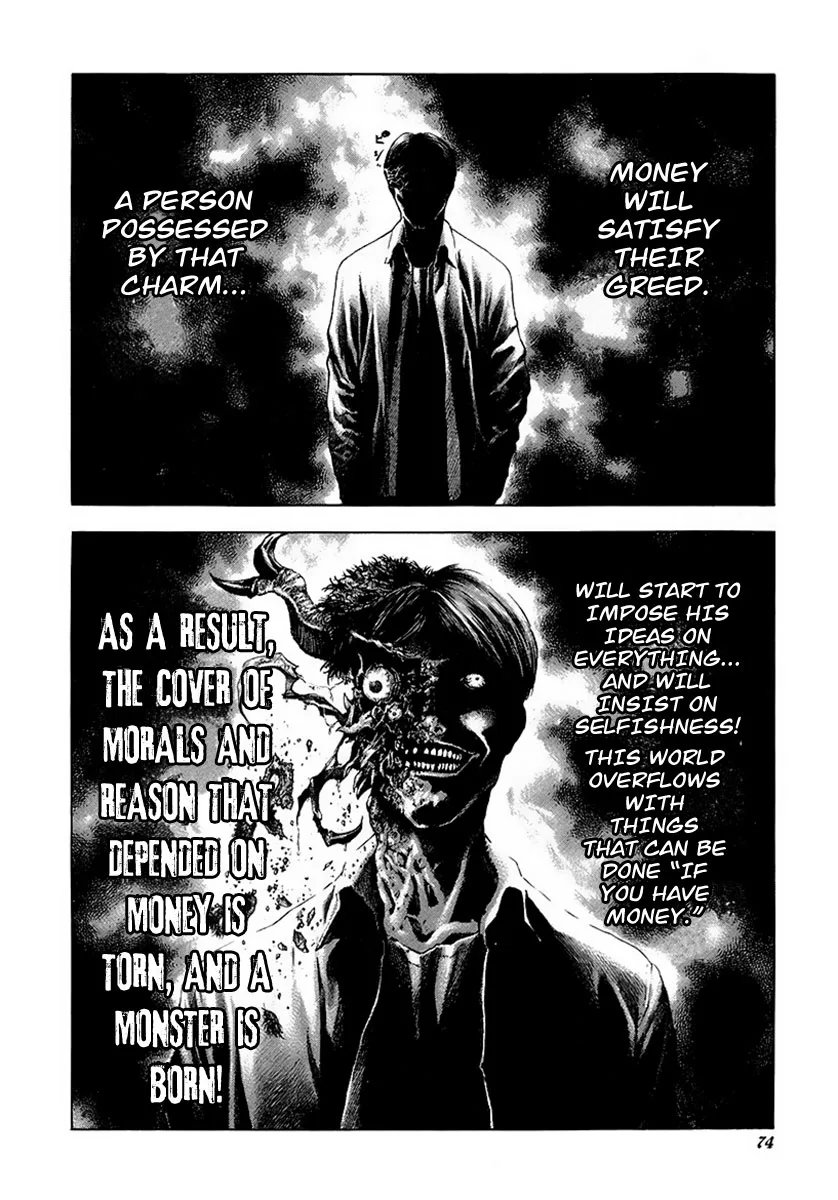 MONEY
WILL
SATISFY
THEIR
GREED.
A PERSON
POSSESSED
BY THAT
CHARM...
WILL START TO
IMPOSE HIS
IDEAS ON
EVERYTHING...
AND WILL
INSIST ON
SELFISHNESS!
THIS WORLD
OVERFLOWS
WITH
THINGS
THAT CAN BE
DONE "IF
YOU HAVE
MONEY."
AS A RESULT,
THE COVER OF
MORALS AND
REASON THAT
DEPENDED ON
MONEY IS
TORN, AND A
MONSTER IS
BORN!
74